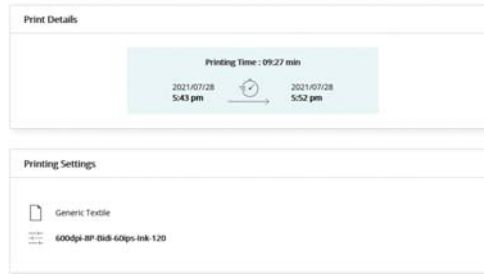 Print Details
Printing Time : 09:27 min
2021/07/28 2021/07/28
5:43 pm 5:52 pm
Printing Settings
Generic Textile
600dpi-8P-Bidi-60ips-Ink-120